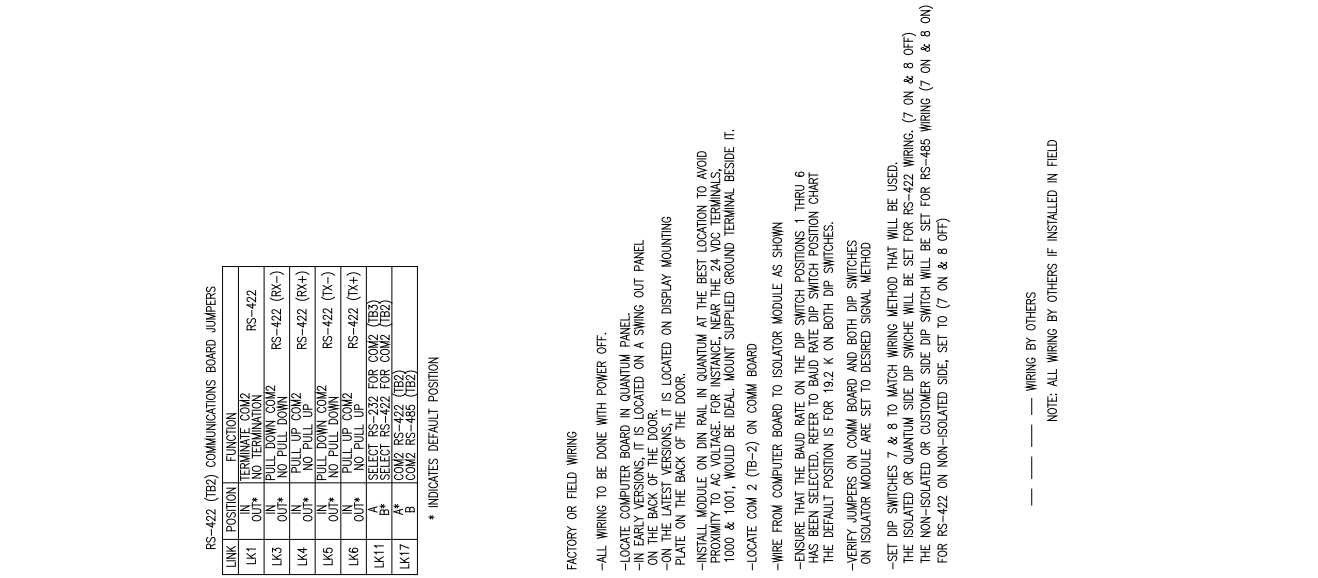 RS-422 (TB2) COMMUNICATIONS BOARD JUMPERS
LINK POSITION FUNCTION
LK1 IN TERMINATE COM2 RS-422
OUT* NO TERMINATION
LK3 IN PULL DOWN COM2 RS-422 (RX-)
OUT* NO PULL DOWN
LK4 IN PULL UP COM2 RS-422 (RX+)
OUT* NO PULL UP
LK5 IN PULL DOWN COM2 RS-422 (TX-)
OUT* NO PULL DOWN
LK6 IN PULL UP COM2 RS-422 (TX+)
OUT* NO PULL UP
LK11 A SELECT RS-232 FOR COM2 (TB3)
B* SELECT RS-422 FOR COM2 (TB2)
LK17 A* COM2 RS-422 (TB2)
B COM2 RS-485 (TB2)
* INDICATES DEFAULT POSITION
FACTORY OR FIELD WIRING
-ALL WIRING TO BE DONE WITH POWER OFF.
-LOCATE COMPUTER BOARD IN QUANTUM PANEL.
-IN EARLY VERSIONS, IT IS LOCATED ON A SWING OUT PANEL
ON THE BACK OF THE DOOR.
-ON THE LATEST VERSIONS, IT IS LOCATED ON DISPLAY MOUNTING
PLATE ON THE BACK OF THE DOOR.
-INSTALL MODULE ON DIN RAIL IN QUANTUM AT THE BEST LOCATION TO AVOID
PROXIMITY TO AC VOLTAGE. FOR INSTANCE, NEAR THE 24 VDC TERMINALS,
1000 & 1001, WOULD BE IDEAL. MOUNT SUPPLIED GROUND TERMINAL BESIDE IT.
-LOCATE COM 2 (TB-2) ON COMM BOARD
-WIRE FROM COMPUTER BOARD TO ISOLATOR MODULE AS SHOWN
-ENSURE THAT THE BAUD RATE ON THE DIP SWITCH POSITIONS 1 THRU 6
HAS BEEN SELECTED. REFER TO BAUD RATE DIP SWITCH POSITION CHART
THE DEFAULT POSITION IS FOR 19.2 K ON BOTH DIP SWITCHES.
-VERIFY JUMPERS ON COMM BOARD AND BOTH DIP SWITCHES
ON ISOLATOR MODULE ARE SET TO DESIRED SIGNAL METHOD
-SET DIP SWITCHES 7 & 8 TO MATCH WIRING METHOD THAT WILL BE USED.
THE ISOLATED OR QUANTUM SIDE DIP SWICHE WILL BE SET FOR RS-422 WIRING. (7 ON & 8 OFF)
THE NON-ISOLATED OR CUSTOMER SIDE DIP SWITCH WILL BE SET FOR RS-485 WIRING (7 ON & 8 ON)
FOR RS-422 ON NON-ISOLATED SIDE, SET TO (7 ON & 8 OFF)
WIRING BY OTHERS
NOTE: ALL WIRING BY OTHERS IF INSTALLED IN FIELD